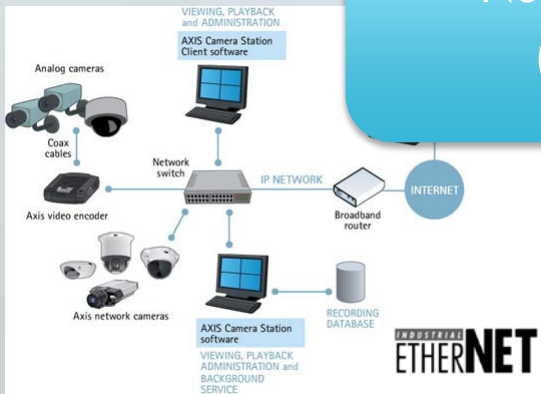 VIEWING, PLAYBACK
and ADMINISTRATION
AXIS Camera Station
Client software
Analog cameras
Coax
cables
Network
switch
IP NETWORK
INTERNET
Axis video encoder
Broadband
router
Axis network cameras
RECORDING
DATABASE
AXIS Camera Station
software
VIEWING, PLAYBACK
ADMINISTRATION and
BACKGROUND
SERVICE
INDUSTRIAL
ETHERNET